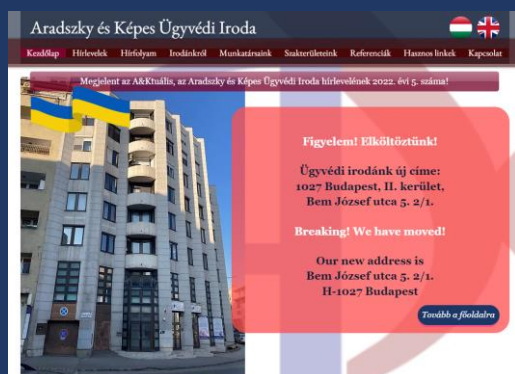 Aradszky és Képes Ügyvédi Iroda
Kezdőlap Hírlevelek Hírfolyam Irodánkról Munkatársaink Szakterületeink Referenciák Hasznos linkek Kapcsolat
Megjelent az A&Ktuális, az Aradszky és Képes Ügyvédi Iroda hírlevelének 2022. évi 5. száma!
Figyelem! Elköltöztünk!
Ügyvédi irodánk új címe:
1027 Budapest, II. kerület,
Bem József utca 5. 2/1.
Breaking! We have moved!
Our new address is
Bem József utca 5. 2/1.
H-1027 Budapest
Tovább a főoldalra